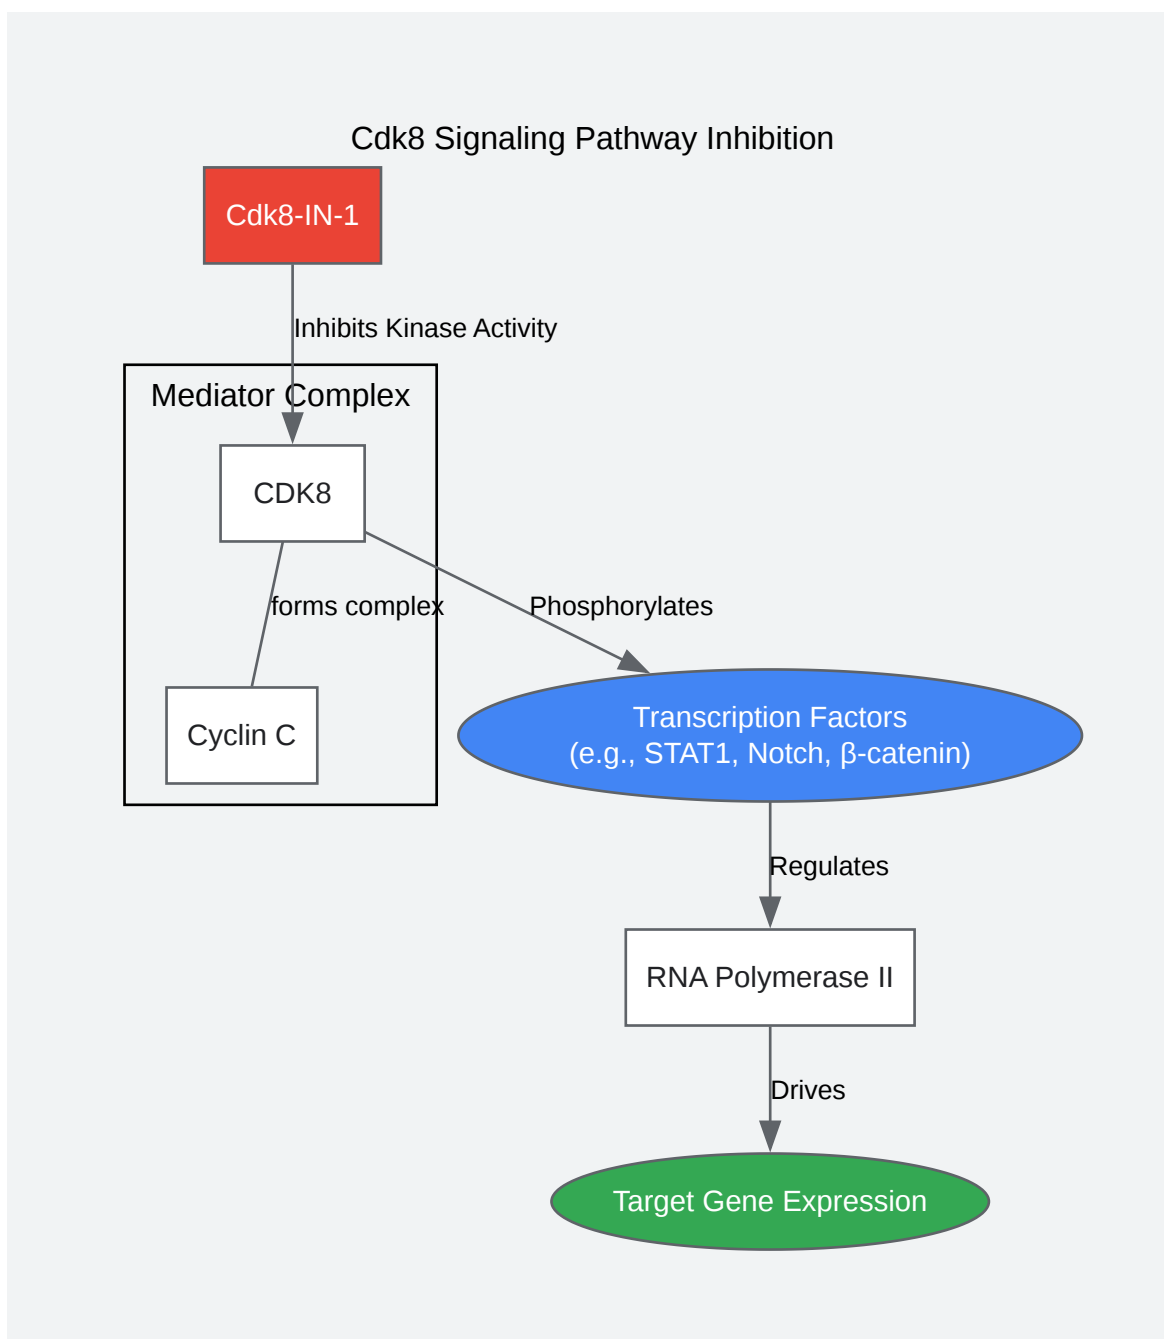 Cdk8 Signaling Pathway Inhibition
Cdk8-IN-1
Inhibits Kinase Activity
Mediator Complex
CDK8
forms complex
Phosphorylates
Cyclin C
Transcription Factors
(e.g., STAT1, Notch, β-catenin)
Regulates
RNA Polymerase II
Drives
Target Gene Expression